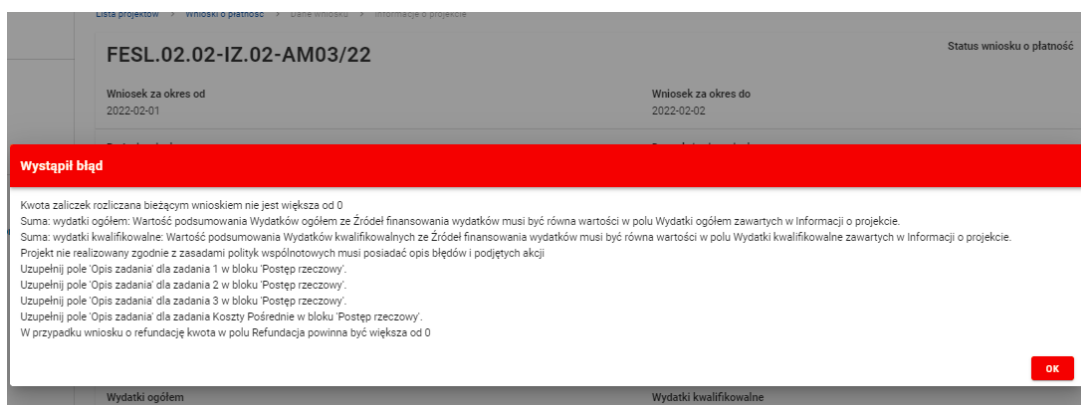 Lista projektów > Wnioski o płatność > Dane wniosku > Informacje o projekcie
FESL.02.02-IZ.02-AM03/22
Status wniosku o płatność
Wniosek za okres od
Wniosek za okres do
2022-02-01
2022-02-02
Wystąpił błąd
Kwota zaliczek rozliczana bieżącym wnioskiem nie jest większa od 0
Suma: wydatki ogółem: Wartość podsumowania Wydatków ogółem ze Źródeł finansowania wydatków musi być równa wartości w polu Wydatki ogółem zawartych w Informacji o projekcie.
Suma: wydatki kwalifikowalne: Wartość podsumowania Wydatków kwalifikowalnych ze Źródeł finansowania wydatków musi być równa wartości w polu Wydatki kwalifikowalne zawartych w Informacji o projekcie.
Projekt nie realizowany zgodnie z zasadami polityk wspólnotowych musi posiadać opis błędów i podjętych akcji
Uzupełnij pole 'Opis zadania' dla zadania 1 w bloku 'Postęp rzeczowy'.
Uzupełnij pole 'Opis zadania' dla zadania 2 w bloku 'Postęp rzeczowy'.
Uzupełnij pole 'Opis zadania' dla zadania 3 w bloku 'Postęp rzeczowy'.
Uzupełnij pole 'Opis zadania' dla zadania Koszty Pośrednie w bloku 'Postęp rzeczowy'.
W przypadku wniosku o refundację kwota w polu Refundacja powinna być większa od 0
OK
Wydatki ogółem
Wydatki kwalifikowalne